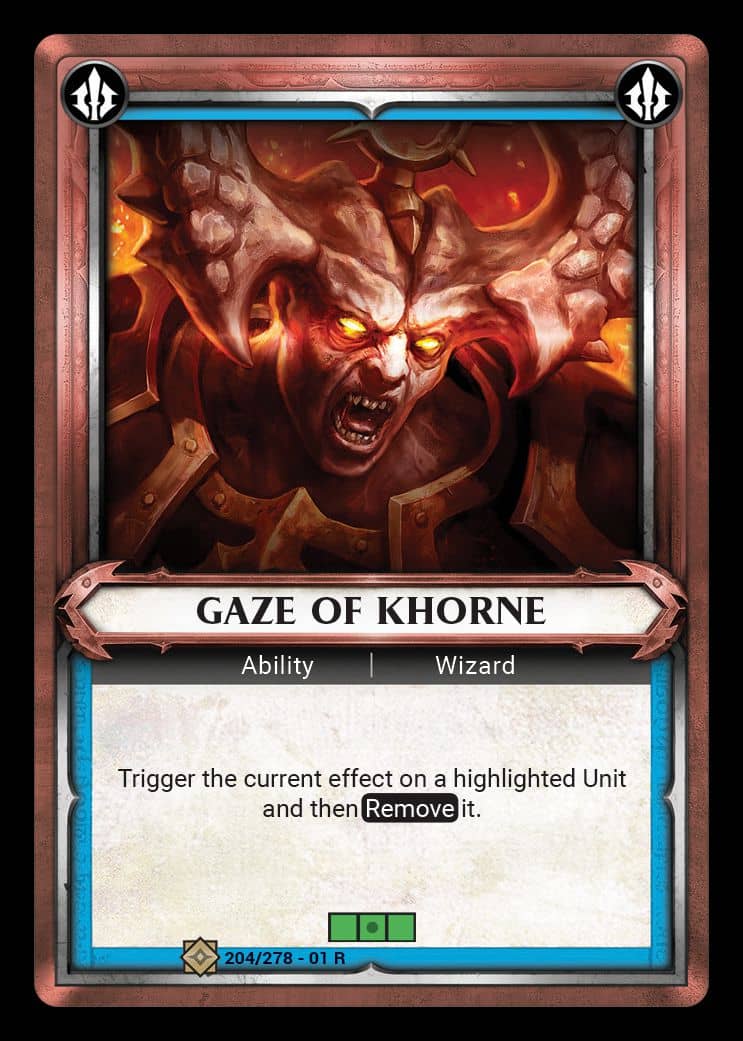 GAZE OF KHORNE
Ability | Wizard
Trigger the current effect on a highlighted Unit
and then Remove it.
204/278 - 01 R